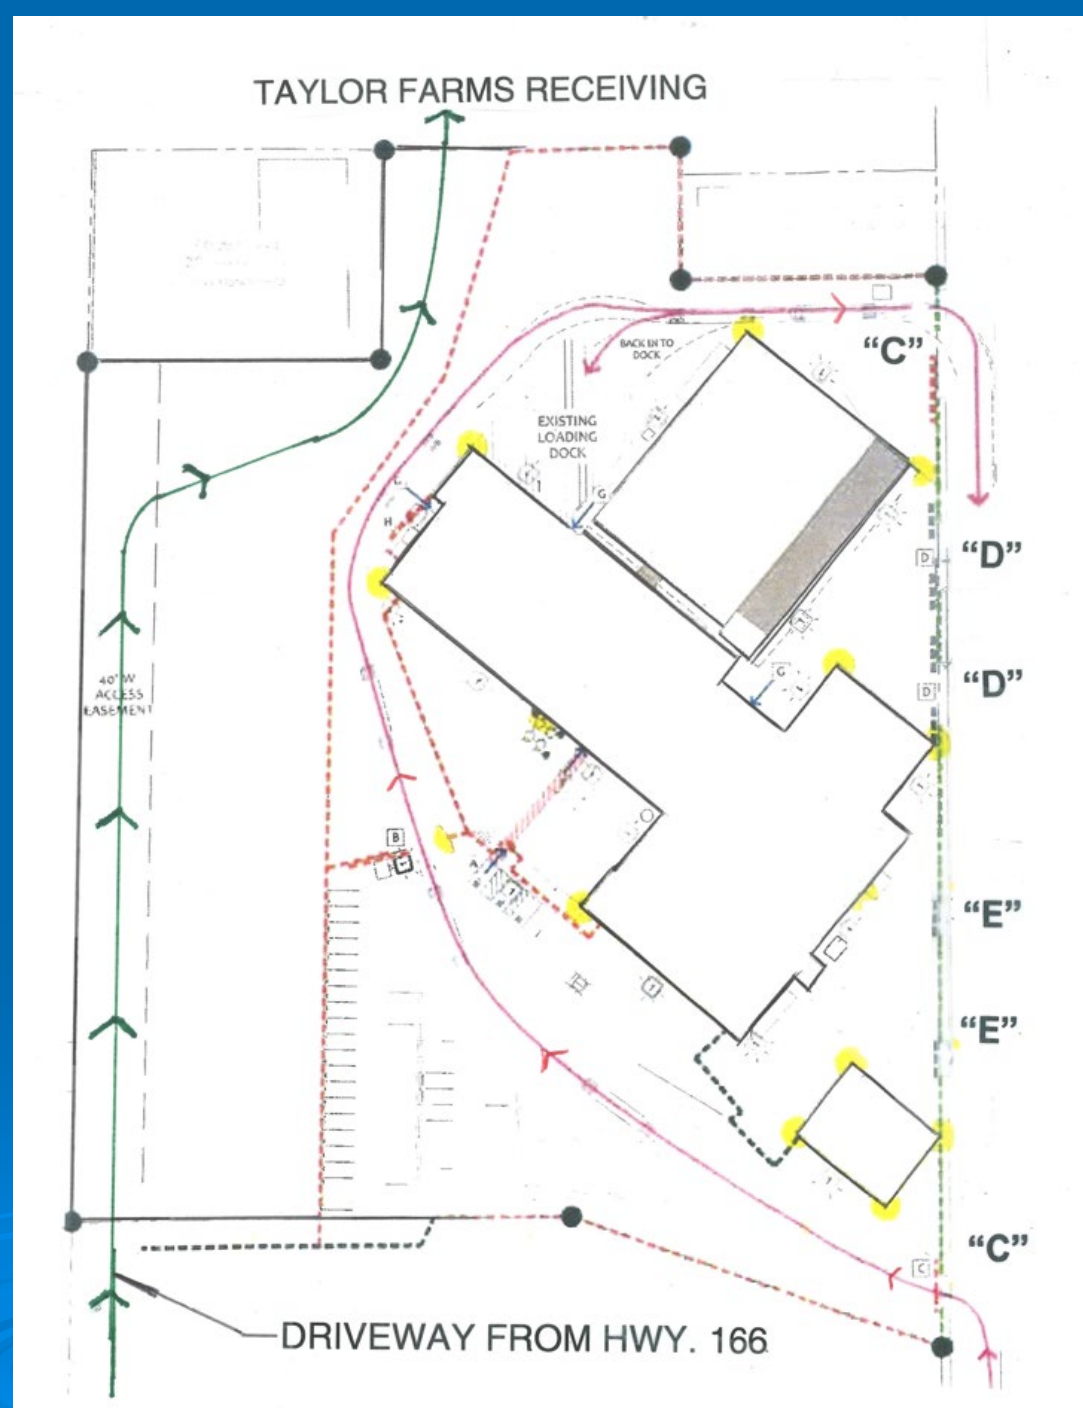 TAYLOR FARMS RECEIVING
“C”
BACK IN TO
DOCK
EXISTING
LOADING
DOCK
G
H
“D”
D
40' W
ACCESS
EASEMENT
G
D
“D”
B
A
“E”
“E”
“C”
C
DRIVEWAY FROM HWY. 166